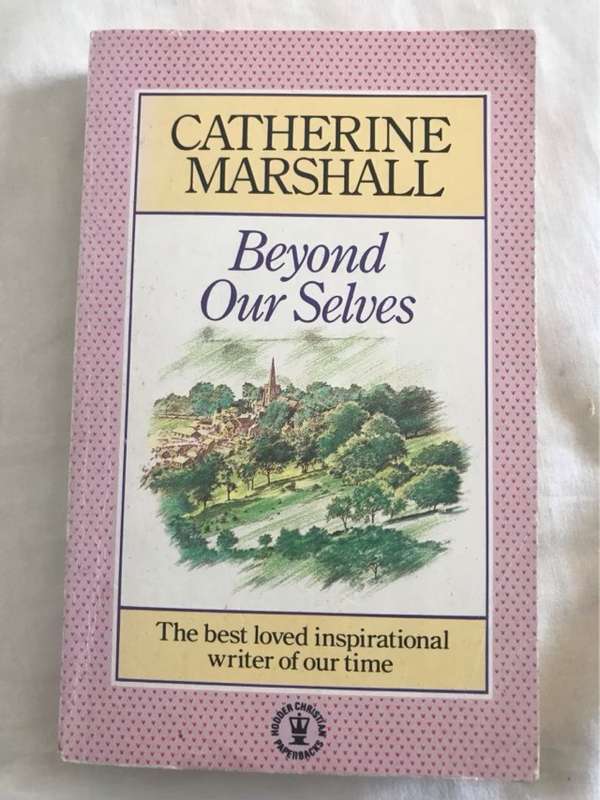 CATHERINE
MARSHALL
Beyond
Our Selves
The best loved inspirational
writer of our time
HODDER CHRISTIAN
PAPERBACKS